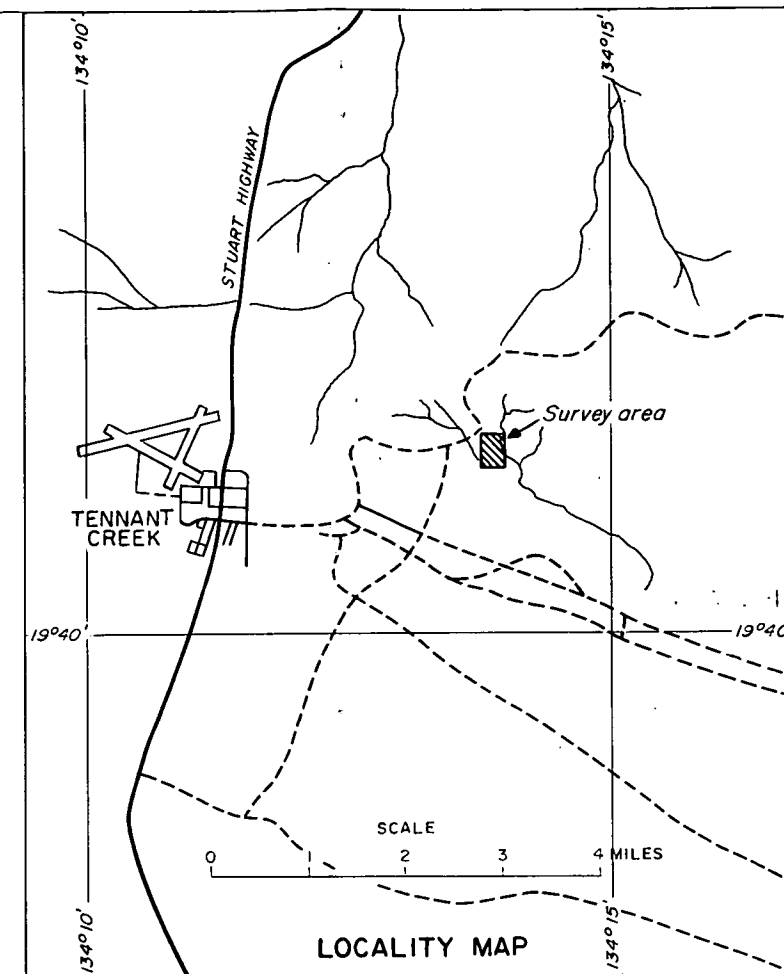 134°10'
134°15'
STUART HIGHWAY
Survey area
TENNANT
CREEK
19°40'
19°40
SCALE
0 1 2 3 4 MILES
134°10'
134°15'
LOCALITY MAP